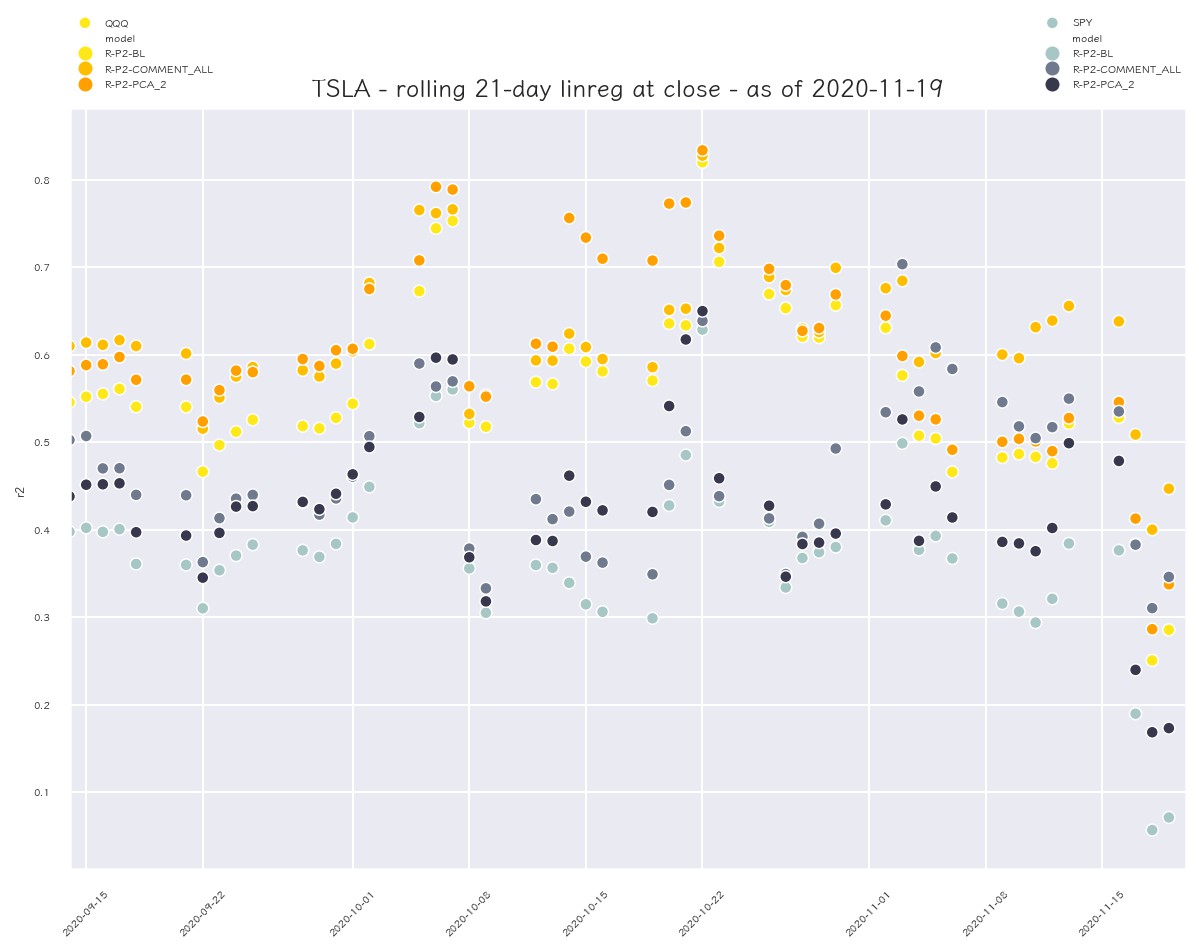 QQQ
model
R-P2-BL
R-P2-COMMENT_ALL
R-P2-PCA_2
SPY
model
R-P2-BL
R-P2-COMMENT_ALL
R-P2-PCA_2
TSLA - rolling 21-day linreg at close - as of 2020-11-19
0.8
0.7
0.6
0.5
0.4
0.3
0.2
0.1
r2
2020-09-15
2020-09-22
2020-10-01
2020-10-08
2020-10-15
2020-10-22
2020-11-01
2020-11-08
2020-11-15